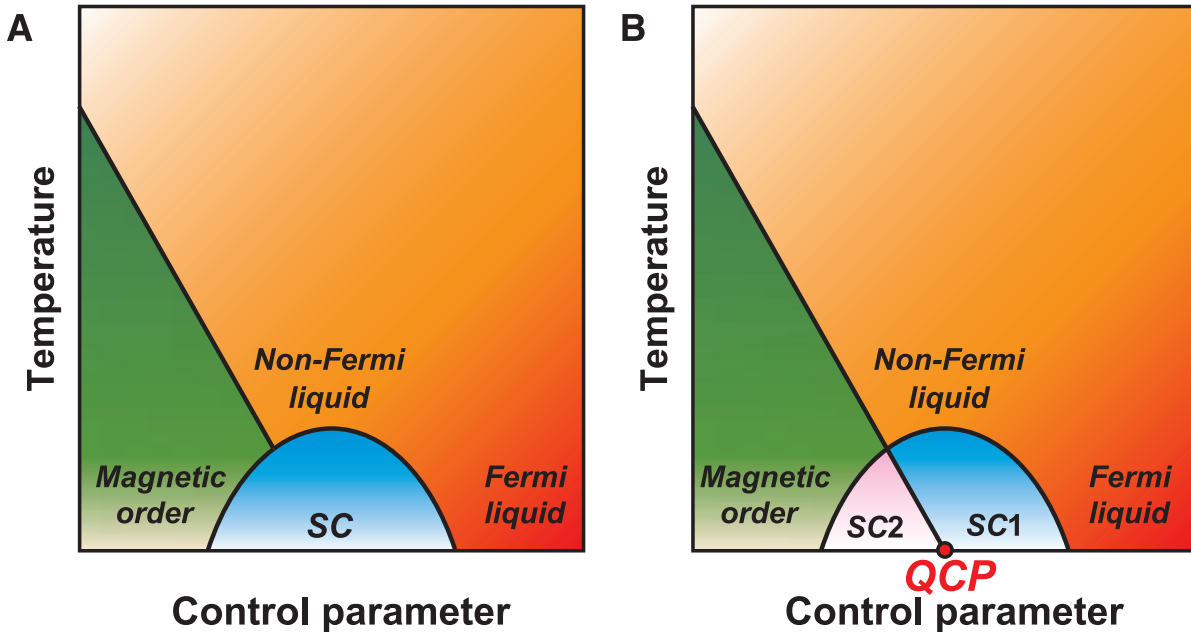 A
Temperature
Non-Fermi
liquid
Magnetic
order
SC
Fermi
liquid
Control parameter
B
Temperature
Non-Fermi
liquid
Magnetic
order
SC2
SC1
Fermi
liquid
QCP
Control parameter